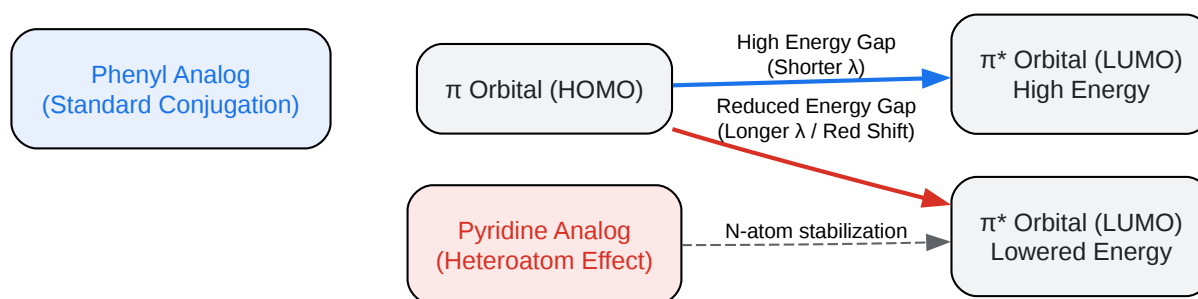 Phenyl Analog
(Standard Conjugation)
π Orbital (HOMO)
High Energy Gap
(Shorter λ)
Reduced Energy Gap
(Longer λ / Red Shift)
π* Orbital (LUMO)
High Energy
Pyridine Analog
(Heteroatom Effect)
N-atom stabilization
π* Orbital (LUMO)
Lowered Energy